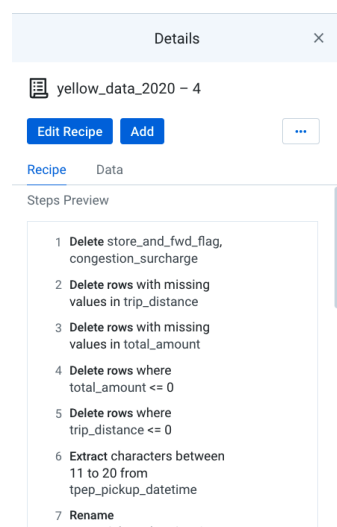 Details
yellow_data_2020 – 4
Edit Recipe Add
Recipe Data
Steps Preview
1 Delete store_and_fwd_flag,
congestion_surcharge
2 Delete rows with missing
values in trip_distance
3 Delete rows with missing
values in total_amount
4 Delete rows where
total_amount <= 0
5 Delete rows where
trip_distance <= 0
6 Extract characters between
11 to 20 from
tpep_pickup_datetime
7 Rename